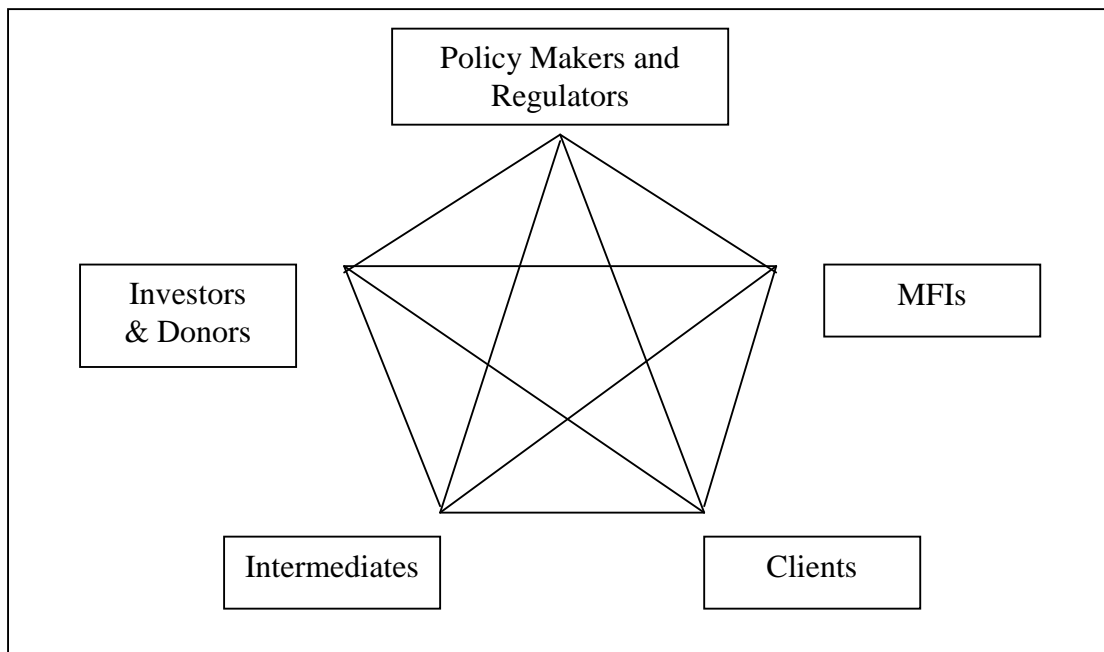 Policy Makers and
Regulators
Investors
& Donors
MFIs
Intermediates
Clients